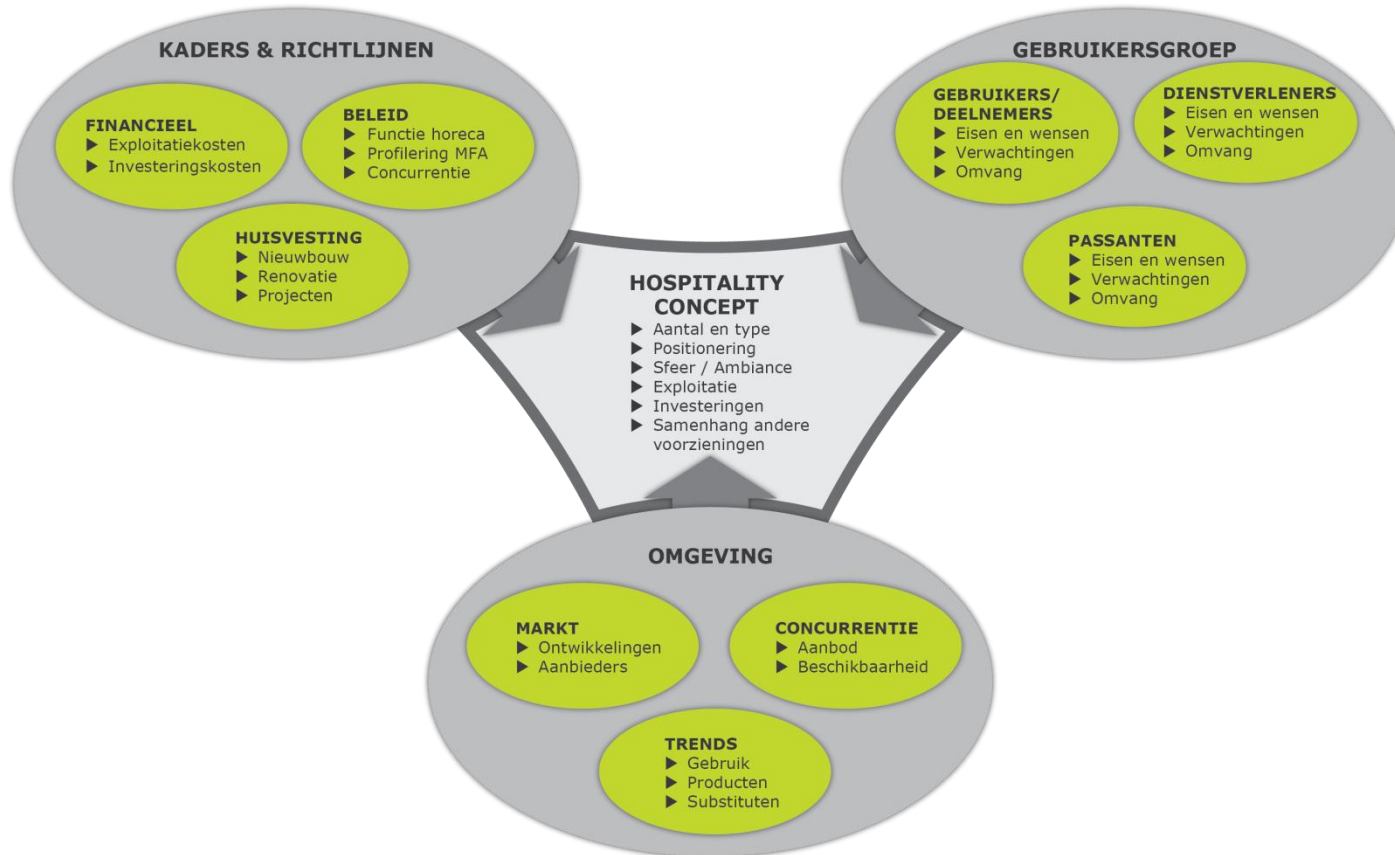 KADERS & RICHTLIJNEN
FINANCIEEL
► Exploitatiekosten
► Investeringskosten
BELEID
► Functie horeca
► Profilering MFA
► Concurrentie
HUISVESTING
► Nieuwbouw
► Renovatie
► Projecten
GEBRUIKERSGROEP
GEBRUIKERS/
DEELNEMERS
► Eisen en wensen
► Verwachtingen
► Omvang
DIENSTVERLENERS
► Eisen en wensen
► Verwachtingen
► Omvang
PASSANTEN
► Eisen en wensen
► Verwachtingen
► Omvang
HOSPITALITY
CONCEPT
► Aantal en type
► Positionering
► Sfeer / Ambiance
► Exploitatie
► Investeringen
► Samenhang andere
voorzieningen
OMGEVING
MARKT
► Ontwikkelingen
► Aanbieders
CONCURRENTIE
► Aanbod
► Beschikbaarheid
TRENDS
► Gebruik
► Producten
► Substituten